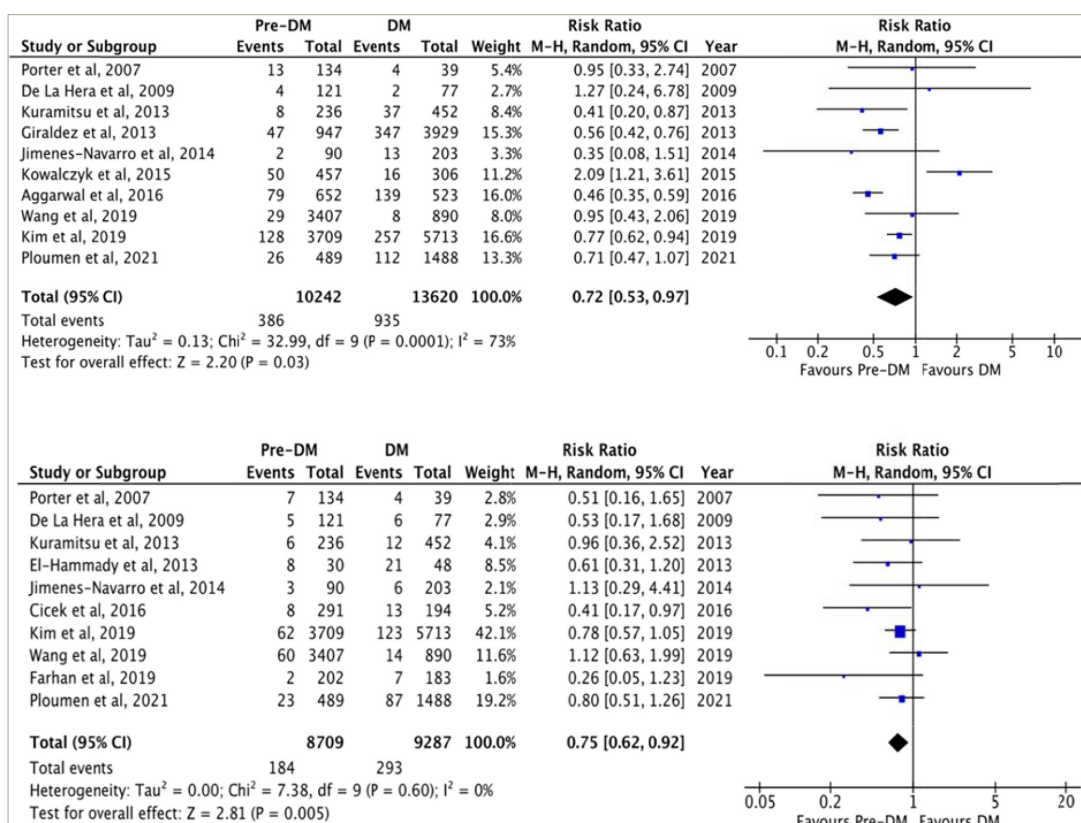 Pre-DM DM Risk Ratio Risk Ratio
Study or Subgroup Events Total Events Total Weight M-H, Random, 95% CI Year M-H, Random, 95% CI
Porter et al, 2007 13 134 4 39 5.4% 0.95 [0.33, 2.74] 2007
De La Hera et al, 2009 4 121 2 77 2.7% 1.27 [0.24, 6.78] 2009
Kuramitsu et al, 2013 8 236 37 452 8.4% 0.41 [0.20, 0.87] 2013
Giraldez et al, 2013 47 947 347 3929 15.3% 0.56 [0.42, 0.76] 2013
Jimenes-Navarro et al, 2014 2 90 13 203 3.3% 0.35 [0.08, 1.51] 2014
Kowalczyk et al, 2015 50 457 16 306 11.2% 2.09 [1.21, 3.61] 2015
Aggarwal et al, 2016 79 652 139 523 16.0% 0.46 [0.35, 0.59] 2016
Wang et al, 2019 29 3407 8 890 8.0% 0.95 [0.43, 2.06] 2019
Kim et al, 2019 128 3709 257 5713 16.6% 0.77 [0.62, 0.94] 2019
Ploumen et al, 2021 26 489 112 1488 13.3% 0.71 [0.47, 1.07] 2021
Total (95% CI) 10242 13620 100.0% 0.72 [0.53, 0.97]
Total events 386 935
Heterogeneity: Tau² = 0.13; Chi² = 32.99, df = 9 (P = 0.0001); I² = 73%
Test for overall effect: Z = 2.20 (P = 0.03)
0.1 0.2 0.5 1 2 5 10
Favours Pre-DM Favours DM
Pre-DM DM Risk Ratio Risk Ratio
Study or Subgroup Events Total Events Total Weight M-H, Random, 95% CI Year M-H, Random, 95% CI
Porter et al, 2007 7 134 4 39 2.8% 0.51 [0.16, 1.65] 2007
De La Hera et al, 2009 5 121 6 77 2.9% 0.53 [0.17, 1.68] 2009
Kuramitsu et al, 2013 6 236 12 452 4.1% 0.96 [0.36, 2.52] 2013
El-Hammady et al, 2013 8 30 21 48 8.5% 0.61 [0.31, 1.20] 2013
Jimenes-Navarro et al, 2014 3 90 6 203 2.1% 1.13 [0.29, 4.41] 2014
Cicek et al, 2016 8 291 13 194 5.2% 0.41 [0.17, 0.97] 2016
Kim et al, 2019 62 3709 123 5713 42.1% 0.78 [0.57, 1.05] 2019
Wang et al, 2019 60 3407 14 890 11.6% 1.12 [0.63, 1.99] 2019
Farhan et al, 2019 2 202 7 183 1.6% 0.26 [0.05, 1.23] 2019
Ploumen et al, 2021 23 489 87 1488 19.2% 0.80 [0.51, 1.26] 2021
Total (95% CI) 8709 9287 100.0% 0.75 [0.62, 0.92]
Total events 184 293
Heterogeneity: Tau² = 0.00; Chi² = 7.38, df = 9 (P = 0.60); I² = 0%
Test for overall effect: Z = 2.81 (P = 0.005)
0.05 0.2 1 5 20
Favours Pre-DM Favours DM